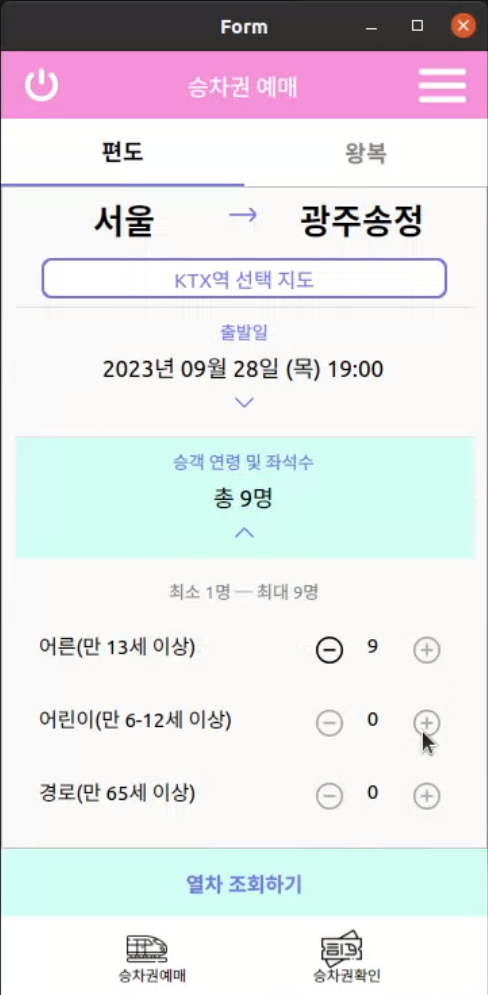 Form
승차권 예매
편도 왕복
서울 → 광주송정
KTX역 선택 지도
출발일
2023년 09월 28일 (목) 19:00
승객 연령 및 좌석수
총 9명
최소 1명 — 최대 9명
어른(만 13세 이상) 9
어린이(만 6-12세 이상) 0
경로(만 65세 이상) 0
열차 조회하기
승차권예매 승차권확인